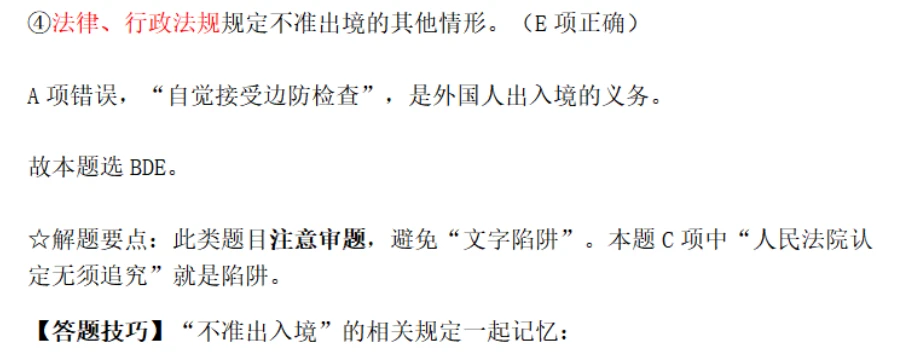 ④法律、行政法规规定不准出境的其他情形。（E 项正确）
A 项错误，“自觉接受边防检查”，是外国人出入境的义务。
故本题选 BDE。
☆解题要点：此类题目注意审题，避免“文字陷阱”。本题 C 项中“人民法院认
定无须追究”就是陷阱。
【答题技巧】“不准出入境”的相关规定一起记忆：